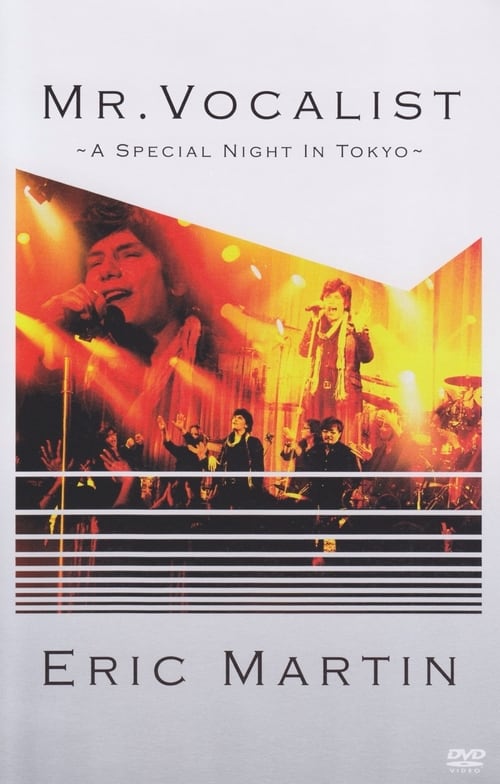 MR. VOCALIST
~A SPECIAL NIGHT IN TOKYO~
ERIC MARTIN
DVD
VIDEO